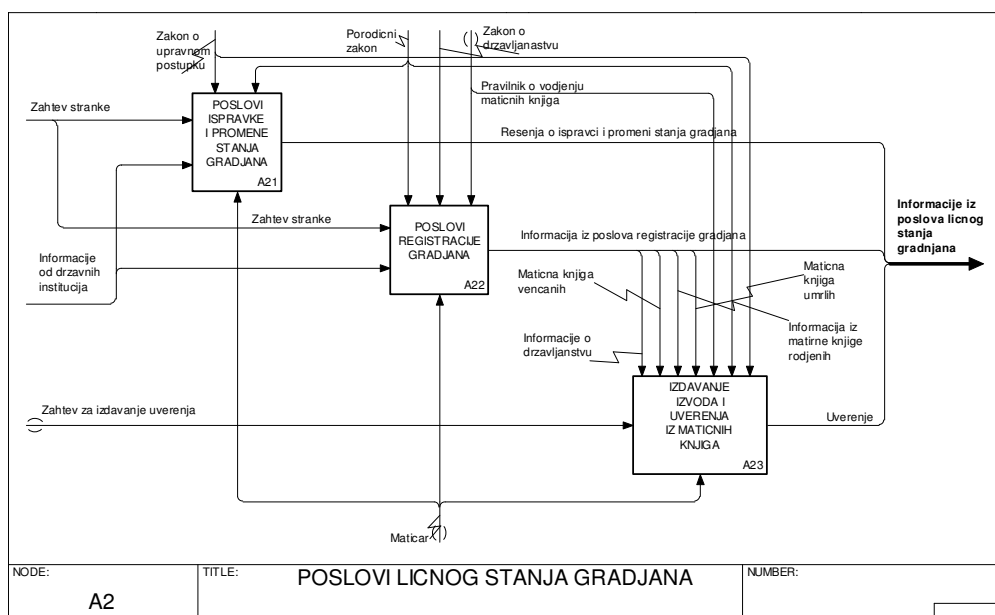 Zakon o
upravnom
postupku
Porodicni
zakon
Zakon o
drzavljanastvu
Pravilnik o vodjenju
maticnih knjiga
Zahtev stranke
POSLOVI
ISPRAVKE
I PROMENE
STANJA
GRADJANA
A21
Resenja o ispravci i promeni stanja gradjana
Zahtev stranke
POSLOVI
REGISTRACIJE
GRADJANA
A22
Informacije iz
poslova licnog
stanja
gradnjana
Informacija iz poslova registracije gradjana
Informacije
od drzavnih
institucija
Maticna knjiga
vencanih
Maticna
knjiga
umrlih
Informacije o
drzavljanstvu
Informacija iz
matirne knjige
rodjenih
IZDAVANJE
IZVODA I
UVERENJA
IZ MATICNIH
KNJIGA
A23
Zahtev za izdavanje uverenja
Uverenje
Maticar
NODE:
A2
TITLE:
POSLOVI LICNOG STANJA GRADJANA
NUMBER: